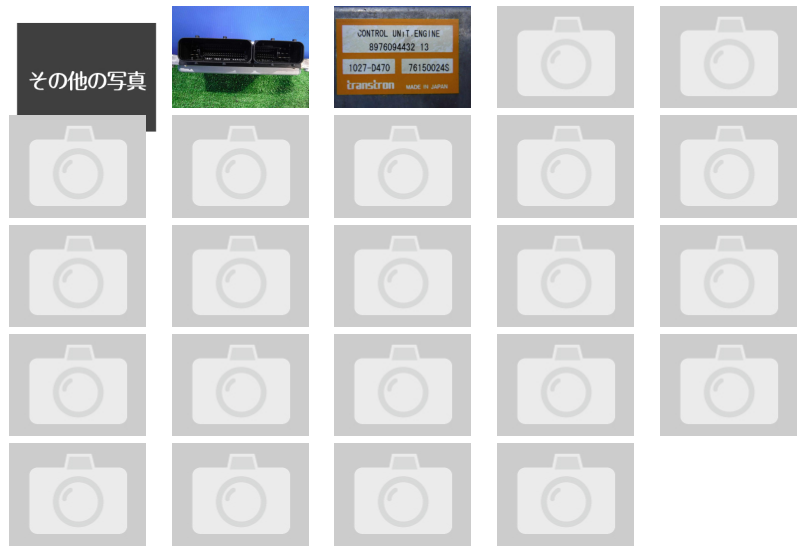 その他の写真
CONTROL UNIT.ENGINE
8976094432 13
1027-D470 76150024S
transtron MADE IN JAPAN